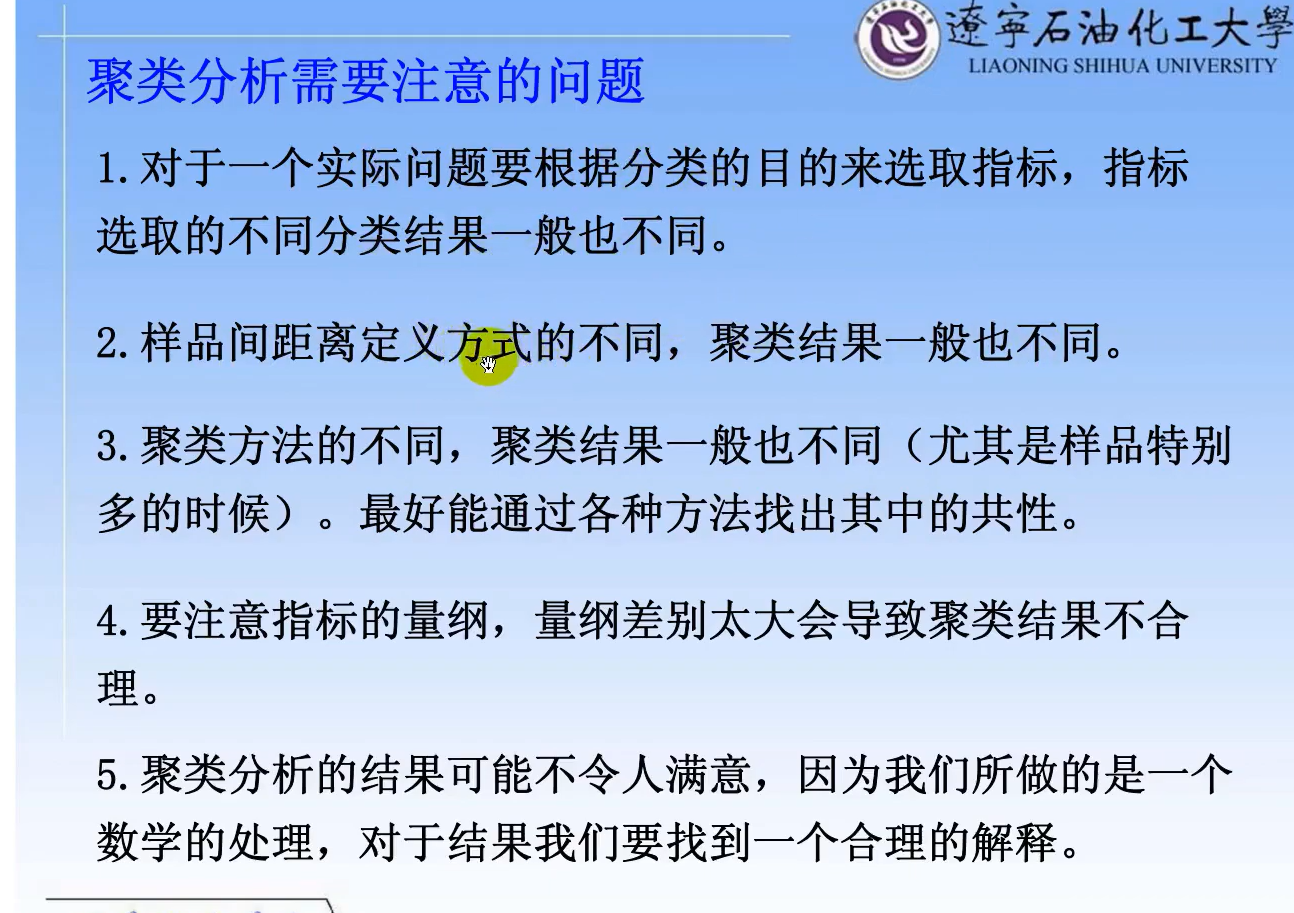 遼寜石油化工大學
LIAONING SHIHUA UNIVERSITY
聚类分析需要注意的问题
1.对于一个实际问题要根据分类的目的来选取指标，指标
选取的不同分类结果一般也不同。
2.样品间距离定义方式的不同，聚类结果一般也不同。
3.聚类方法的不同，聚类结果一般也不同（尤其是样品特别
多的时候）。最好能通过各种方法找出其中的共性。
4.要注意指标的量纲，量纲差别太大会导致聚类结果不合
理。
5.聚类分析的结果可能不令人满意，因为我们所做的是一个
数学的处理，对于结果我们要找到一个合理的解释。